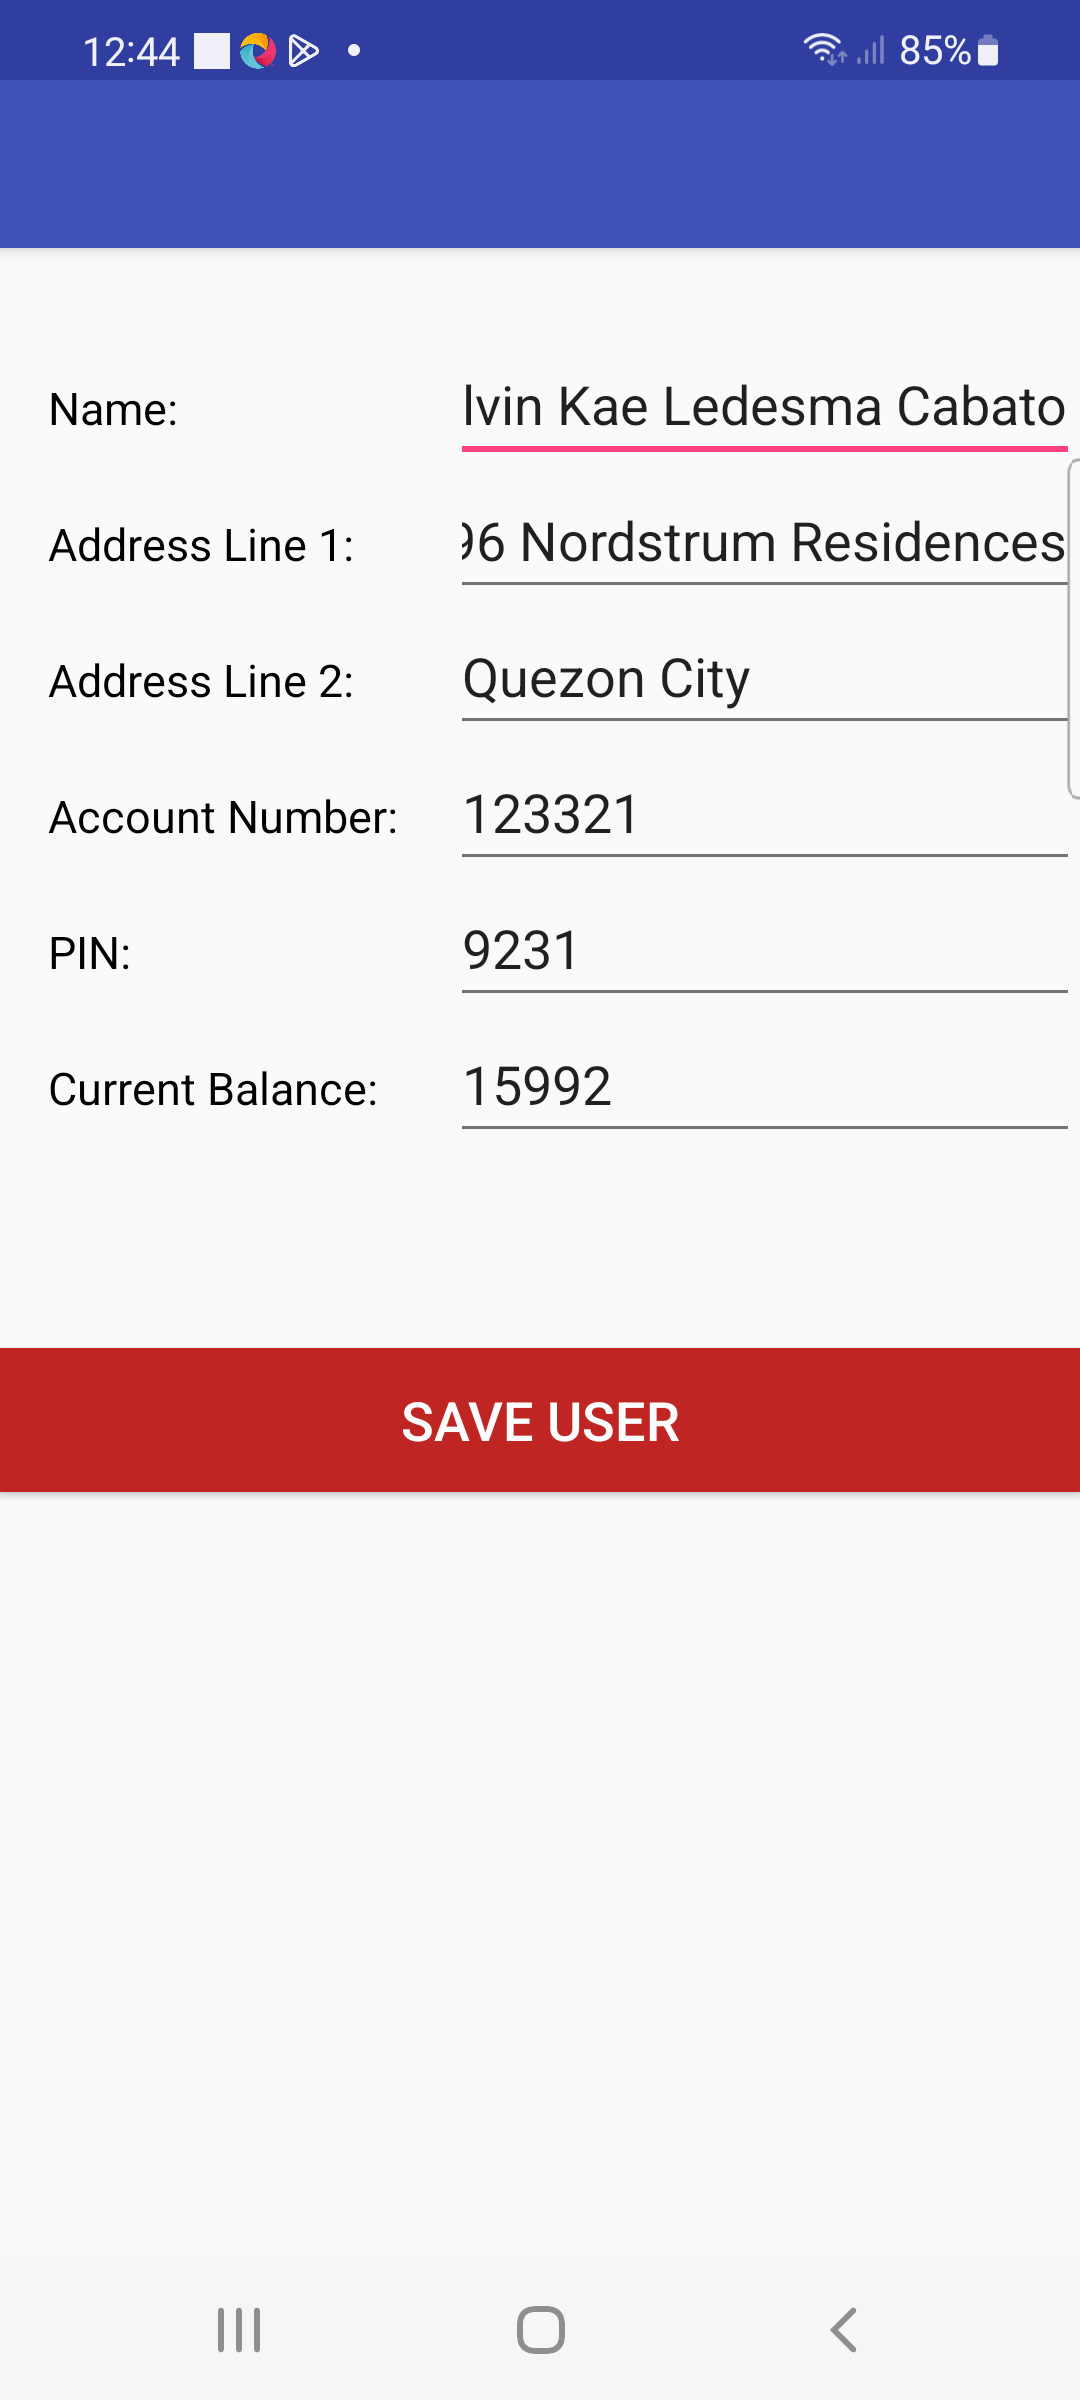 12:44 85%
Name: lvin Kae Ledesma Cabato
Address Line 1: 96 Nordstrum Residences
Address Line 2: Quezon City
Account Number: 123321
PIN: 9231
Current Balance: 15992
SAVE USER